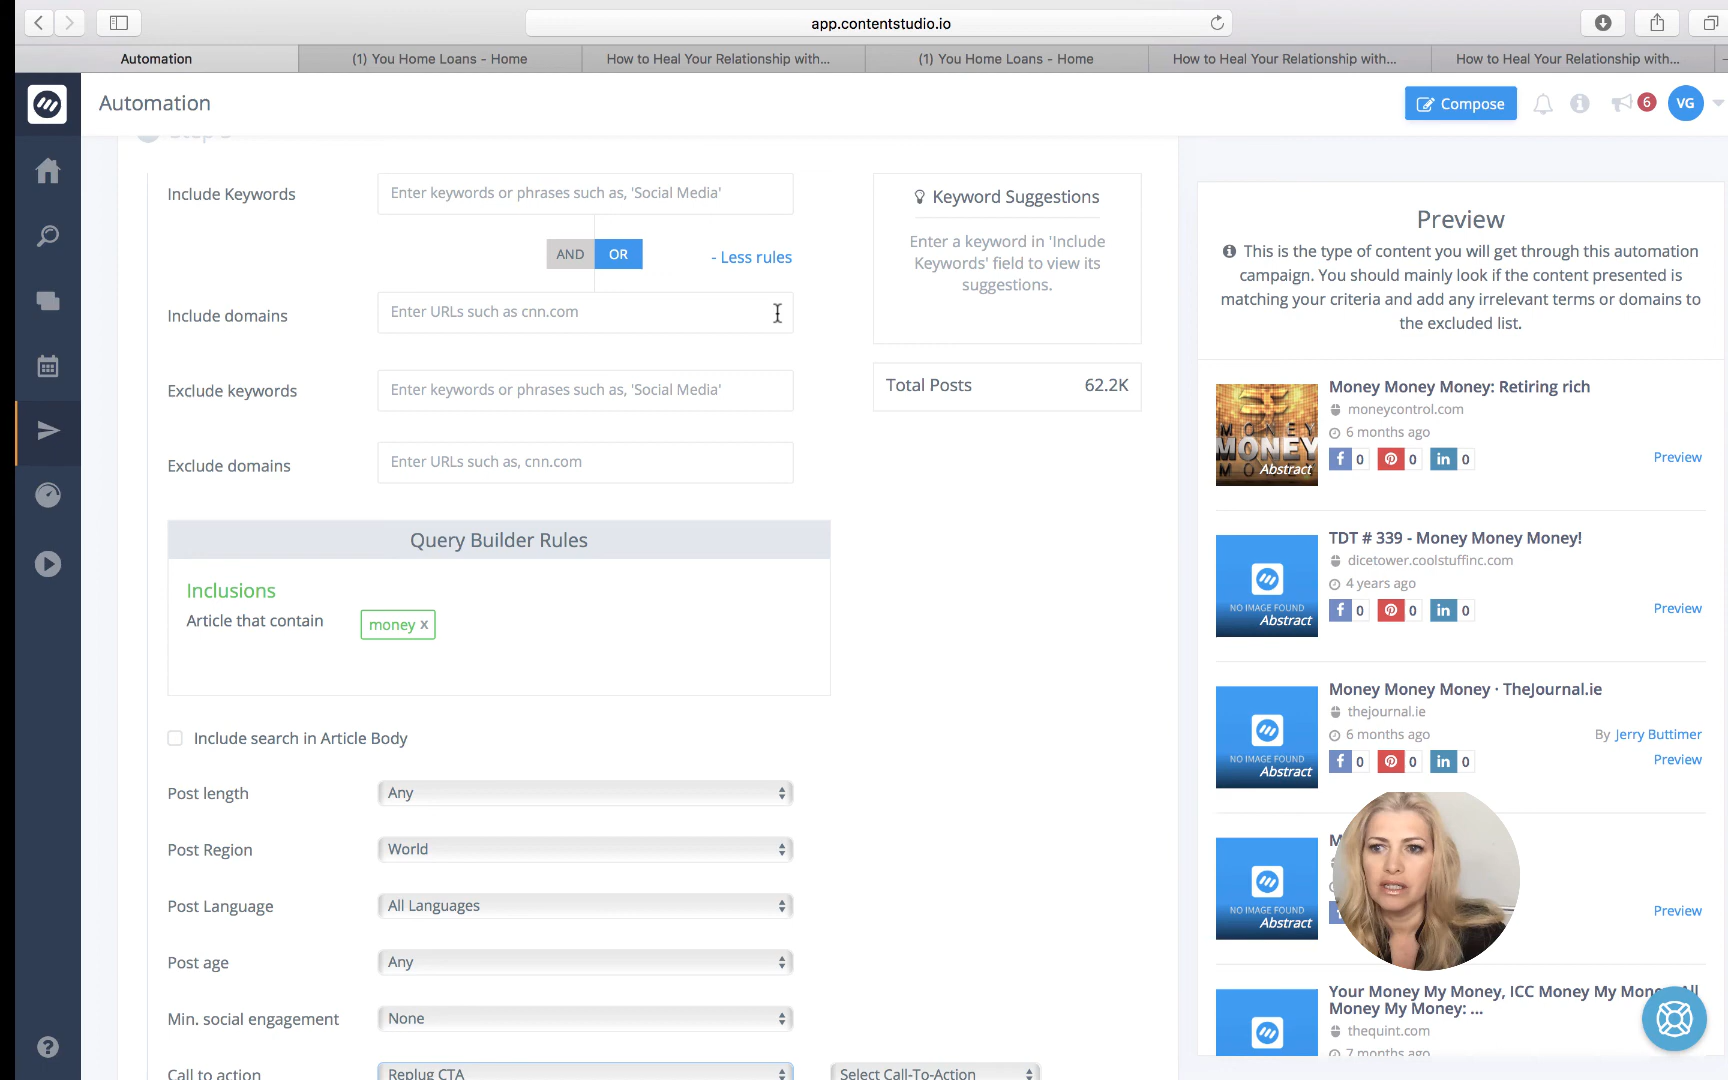 app.contentstudio.io
Automation
(1) You Home Loans - Home
How to Heal Your Relationship with...
(1) You Home Loans - Home
How to Heal Your Relationship with...
How to Heal Your Relationship with...
Automation
Compose
6
VG
Include Keywords
Enter keywords or phrases such as, 'Social Media'
AND
OR
- Less rules
Include domains
Enter URLs such as cnn.com
Exclude keywords
Enter keywords or phrases such as, 'Social Media'
Exclude domains
Enter URLs such as, cnn.com
Keyword Suggestions
Enter a keyword in 'Include
Keywords' field to view its
suggestions.
Total Posts
62.2K
Query Builder Rules
Inclusions
Article that contain
money x
Include search in Article Body
Post length
Any
Post Region
World
Post Language
All Languages
Post age
Any
Min. social engagement
None
Call to action
Replug CTA
Select Call-To-Action
Preview
This is the type of content you will get through this automation
campaign. You should mainly look if the content presented is
matching your criteria and add any irrelevant terms or domains to
the excluded list.
MONEY
MONEY
Abstract
Money Money Money: Retiring rich
moneycontrol.com
6 months ago
0
0
0
Preview
NO IMAGE FOUND
Abstract
TDT # 339 - Money Money Money!
dicetower.coolstuffinc.com
4 years ago
0
0
0
Preview
NO IMAGE FOUND
Abstract
Money Money Money · TheJournal.ie
thejournal.ie
6 months ago
By Jerry Buttimer
0
0
0
Preview
NO IMAGE FOUND
Abstract
Preview
Your Money My Money, ICC Money My
Money My Money: ...
thequint.com
7 months ago
?